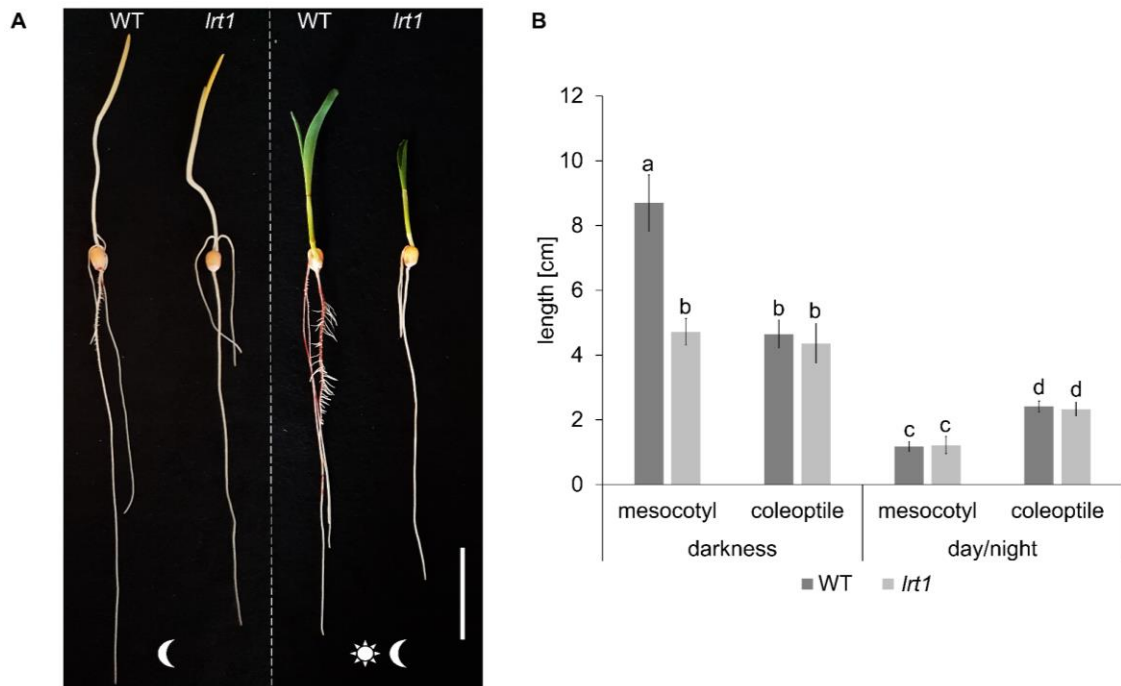 A
WT lrt1 WT lrt1
B
length [cm]
12
10
8
6
4
2
0
a
b
b
b
c
c
d
d
mesocotyl coleoptile mesocotyl coleoptile
darkness day/night
WT lrt1